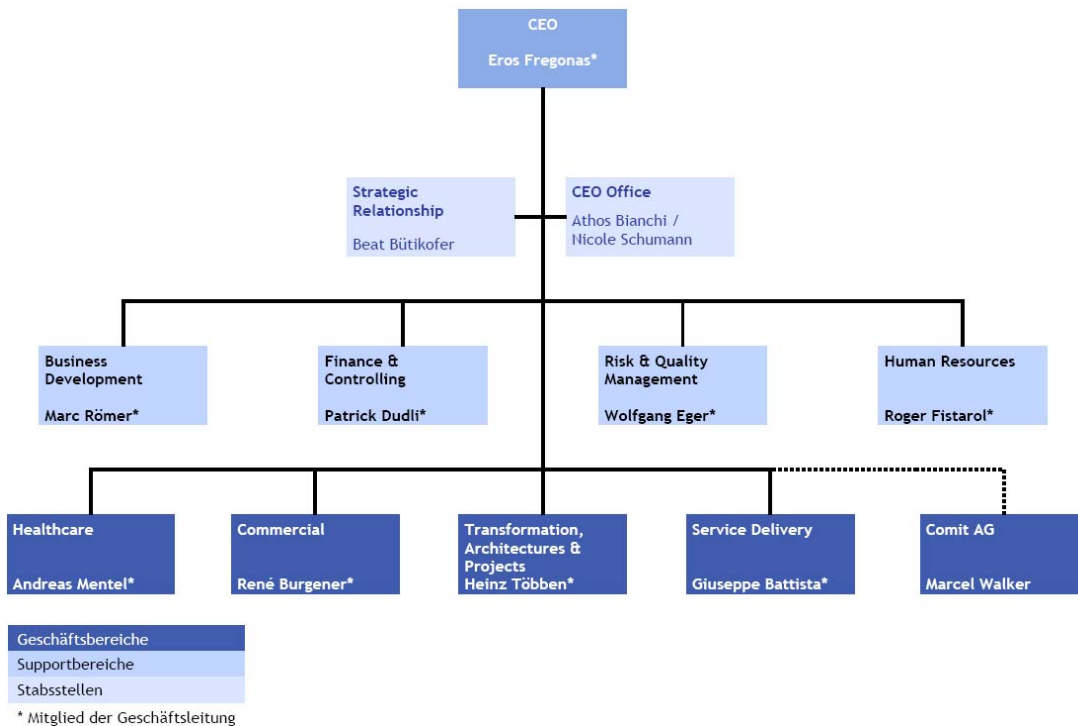 CEO
Eros Fregonas*
Strategic
Relationship
Beat Bütikofer
CEO Office
Athos Bianchi /
Nicole Schumann
Business
Development
Marc Römer*
Finance &
Controlling
Patrick Dudli*
Risk & Quality
Management
Wolfgang Eger*
Human Resources
Roger Fistarol*
Healthcare
Andreas Mentel*
Commercial
René Burgener*
Transformation,
Architectures &
Projects
Heinz Többen*
Service Delivery
Giuseppe Battista*
Comit AG
Marcel Walker
Geschäftsbereiche
Supportbereiche
Stabsstellen
* Mitglied der Geschäftsleitung